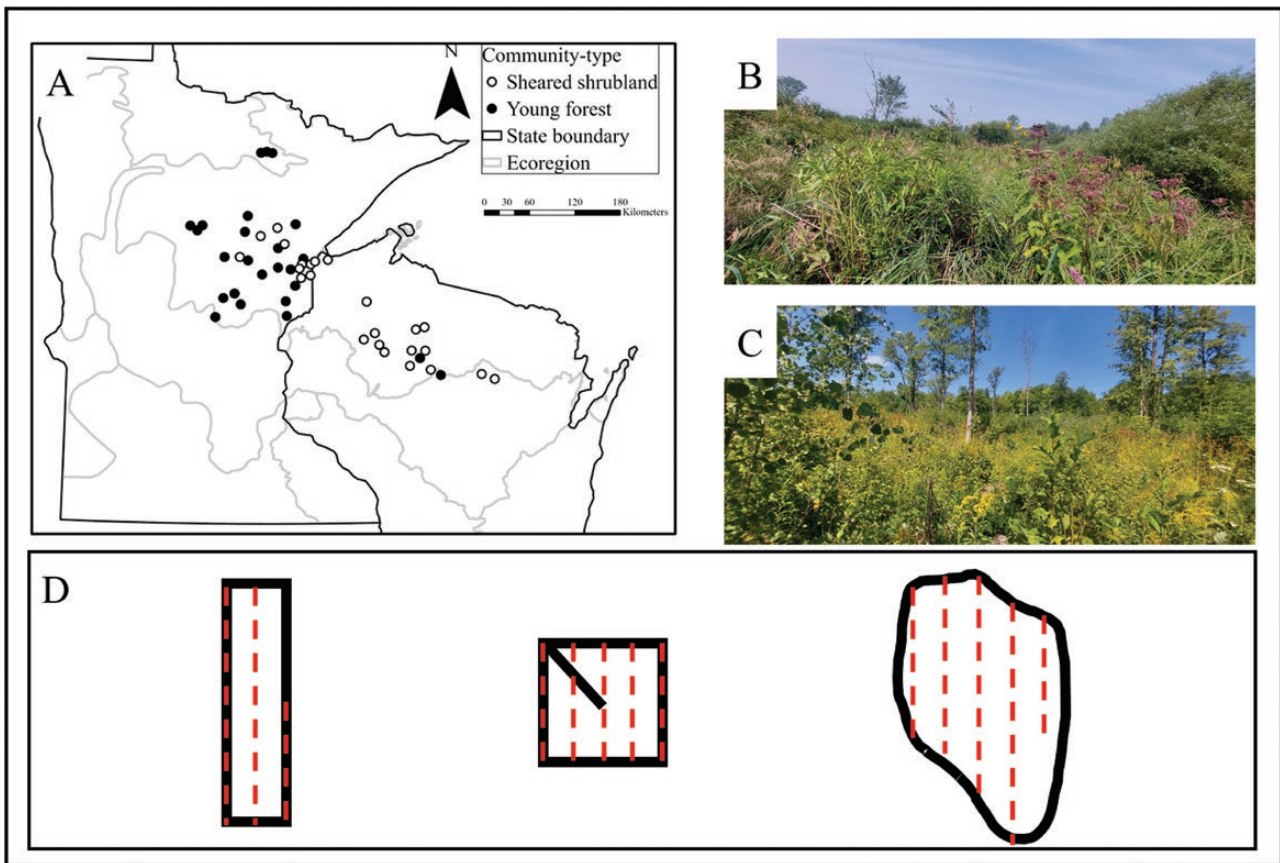 A
N
Community-type
Sheared shrubland
Young forest
State boundary
Ecoregion
0 30 60 120 180
Kilometers
B
C
D